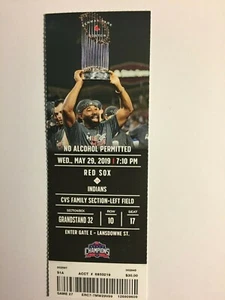 NO ALCOHOL PERMITTED
WED., MAY 29, 2019 | 7:10 PM
RED SOX
VS
INDIANS
CVS FAMILY SECTION-LEFT FIELD
GRANDSTAND 32
ROW
10
SEAT
17
ENTER GATE E - LANSDOWNE ST.
CHAMPIONS